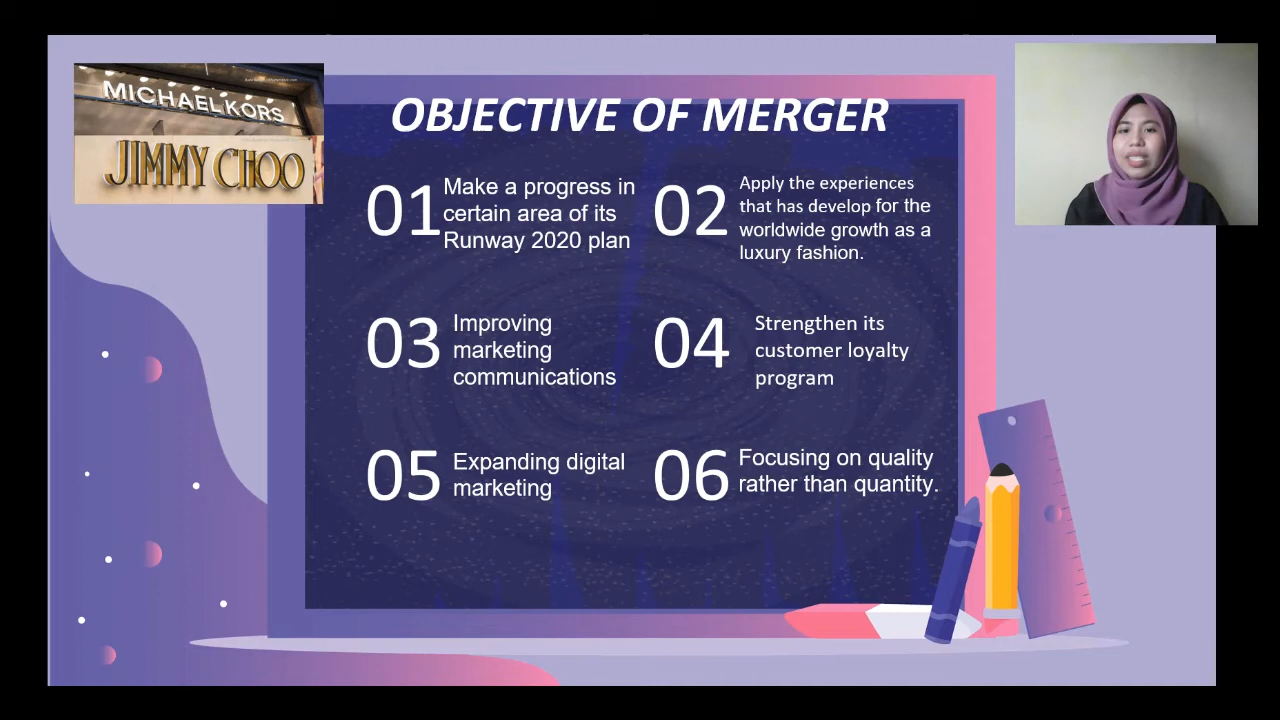 MICHAEL KORS
JIMMY CHOO
OBJECTIVE OF MERGER
01
Make a progress in
certain area of its
Runway 2020 plan
02
Apply the experiences
that has develop for the
worldwide growth as a
luxury fashion.
03
Improving
marketing
communications
04
Strengthen its
customer loyalty
program
05
Expanding digital
marketing
06
Focusing on quality
rather than quantity.